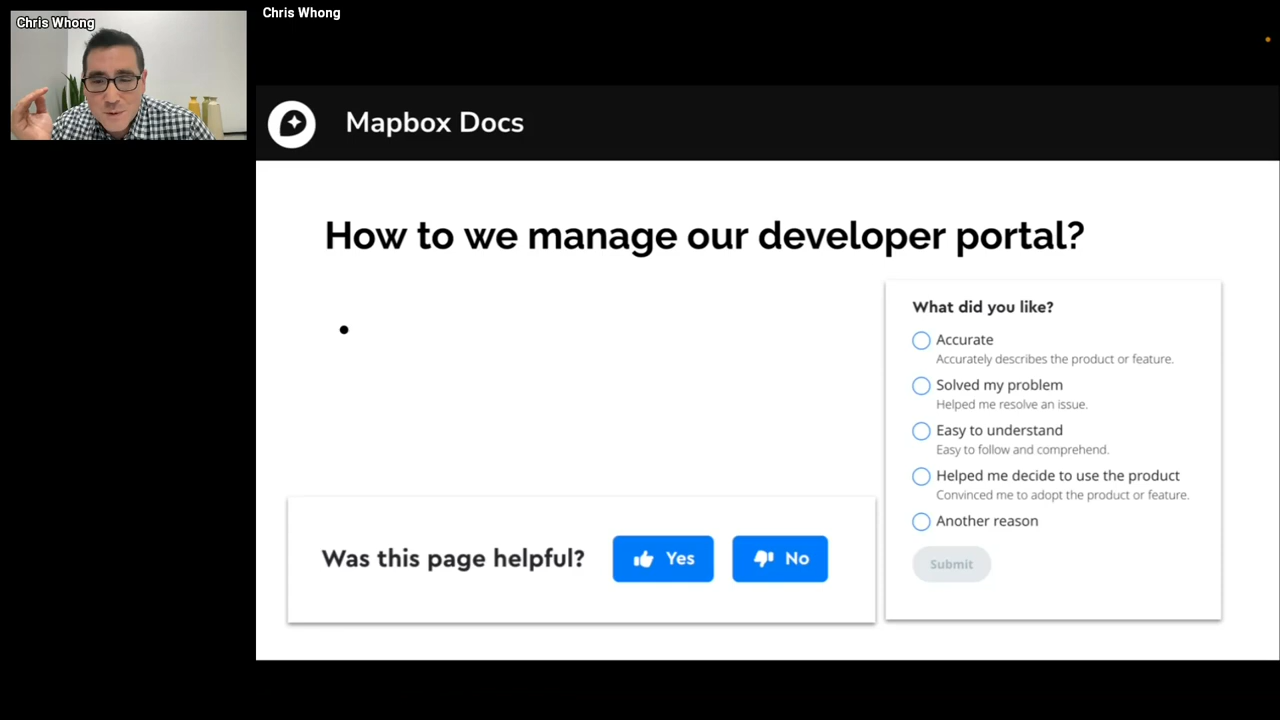 Chris Whong
Chris Whong
Mapbox Docs
How to we manage our developer portal?
•
What did you like?
Accurate
Accurately describes the product or feature.
Solved my problem
Helped me resolve an issue.
Easy to understand
Easy to follow and comprehend.
Helped me decide to use the product
Convinced me to adopt the product or feature.
Another reason
Submit
Was this page helpful?
Yes
No